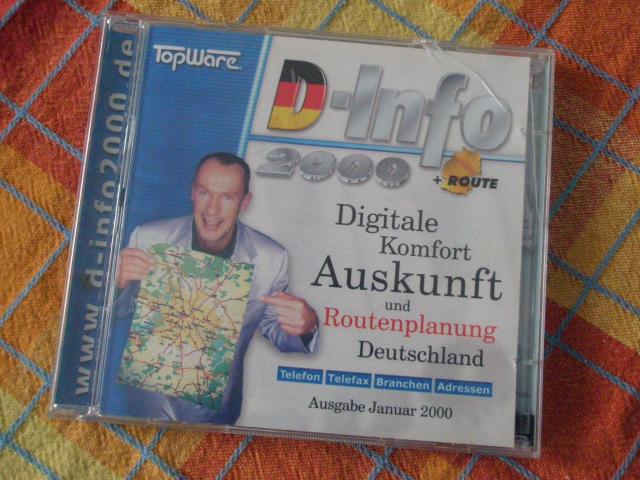 www.d-info2000.de
TopWare
D-Info
2000
+ ROUTE
Digitale
Komfort
Auskunft
und
Routenplanung
Deutschland
Telefon Telefax Branchen Adressen
Ausgabe Januar 2000